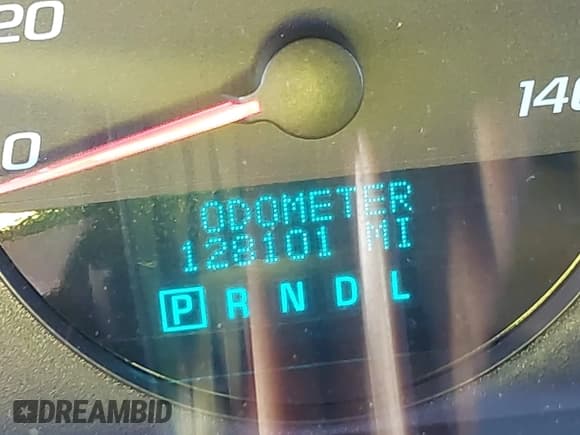 20
0
140
ODOMETER
128101 MI
P R N D L
DREAMBID